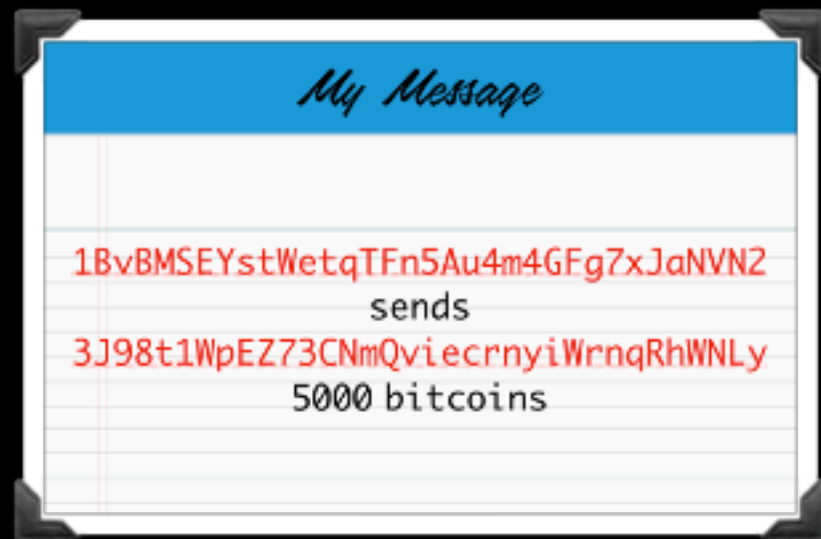 My Message
1BvBMSEYstWetqTFn5Au4m4GFg7xJaNVN2
sends
3J98t1WpEZ73CNmQviecrnyiWrnqRhWNLy
5000 bitcoins